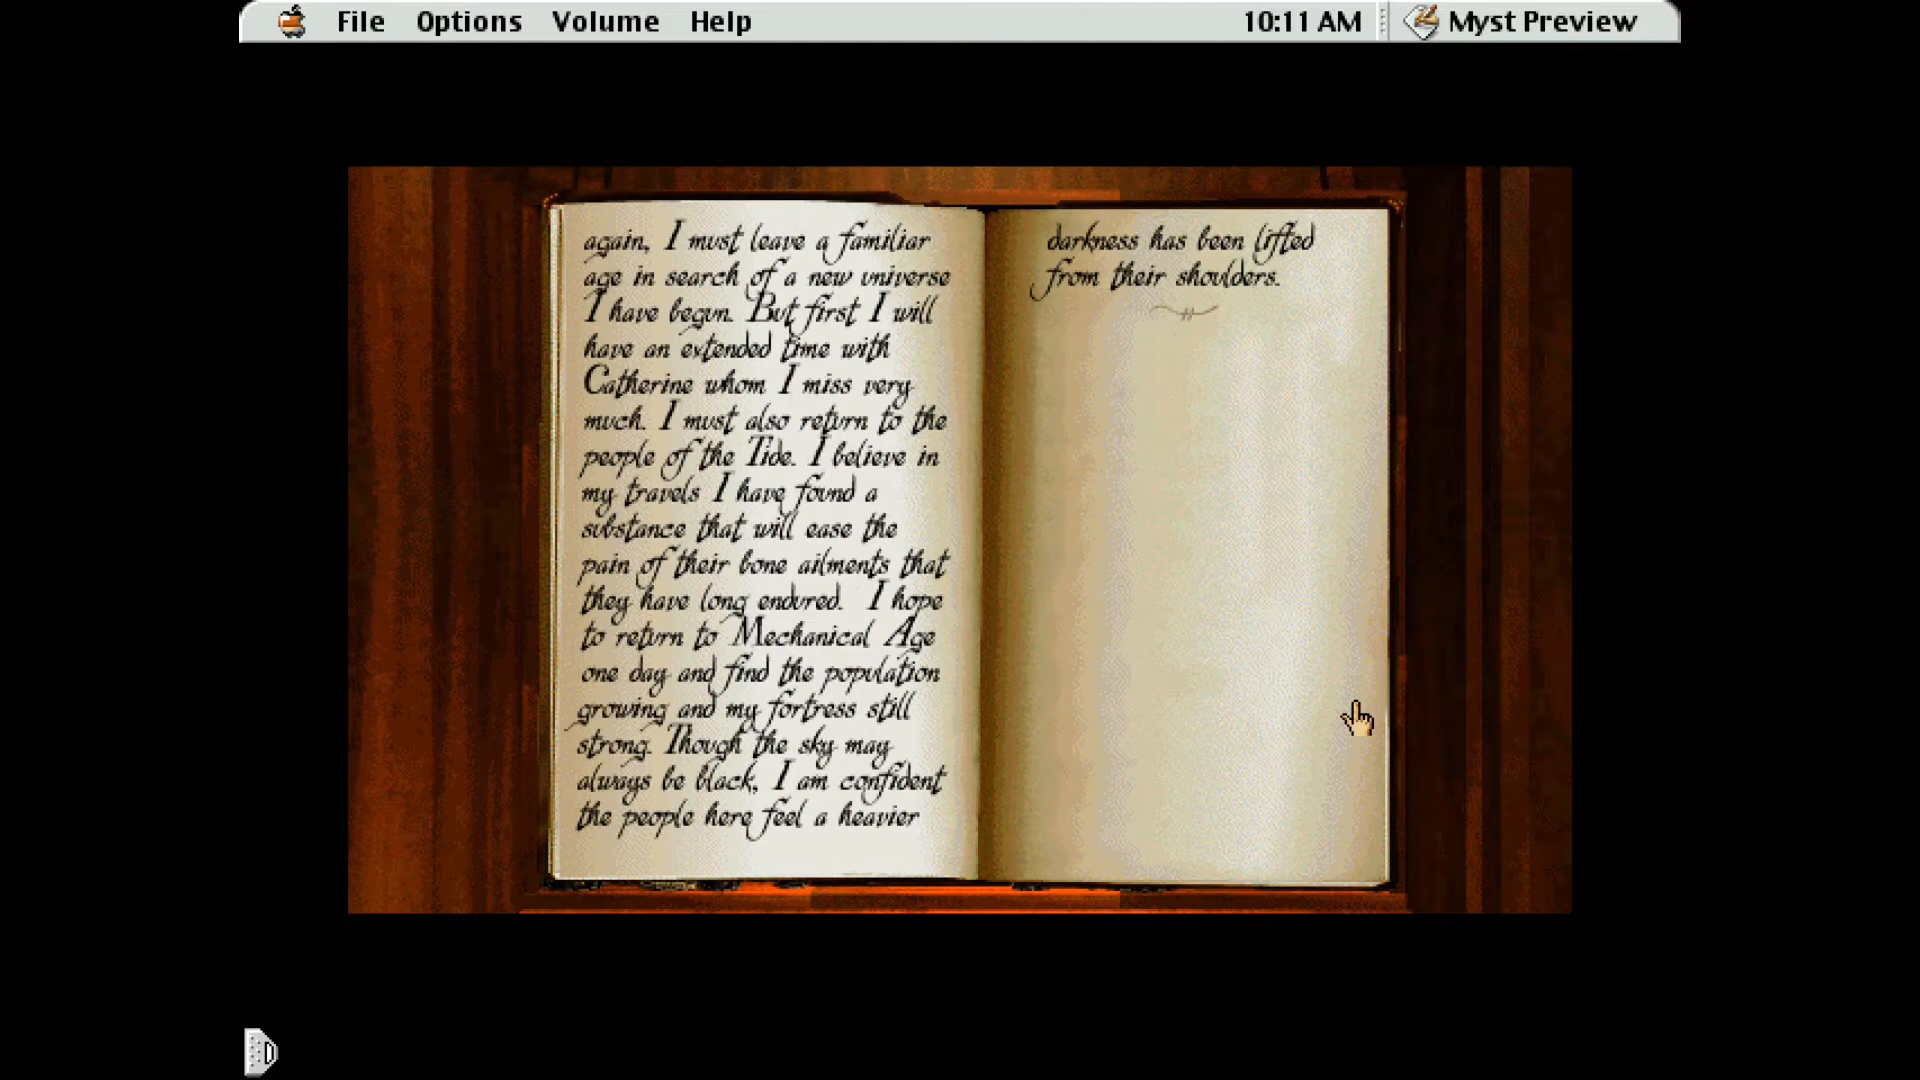 File Options Volume Help 10:11 AM Myst Preview
again, I must leave a familiar
age in search of a new universe
I have begun. But first I will
have an extended time with
Catherine whom I miss very
much. I must also return to the
people of the Tide. I believe in
my travels I have found a
substance that will ease the
pain of their bone ailments that
they have long endured. I hope
to return to Mechanical Age
one day and find the population
growing and my fortress still
strong. Though the sky may
always be black, I am confident
the people here feel a heavier
darkness has been lifted
from their shoulders.